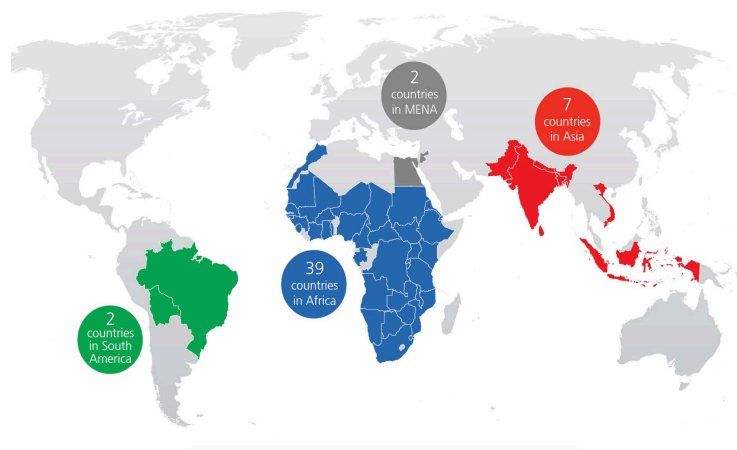 2
countries
in MENA
7
countries
in Asia
39
countries
in Africa
2
countries
in South
America